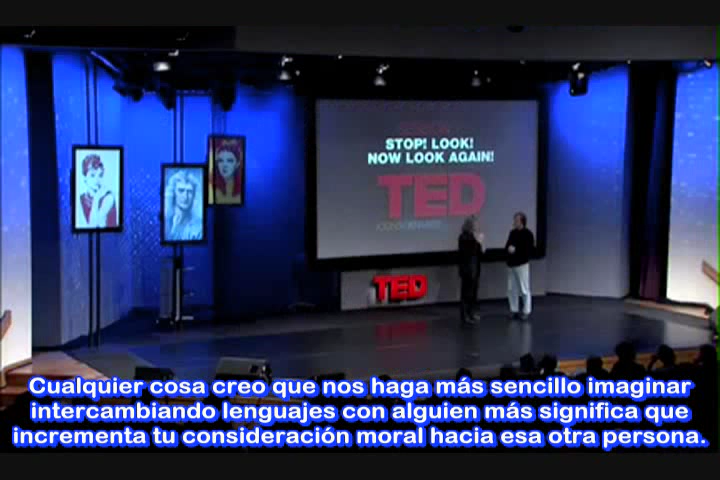 STOP! LOOK!
NOW LOOK AGAIN!
TED
TED
Cualquier cosa creo que nos haga más sencillo imaginar
intercambiando lenguajes con alguien más significa que
incrementa tu consideración moral hacia esa otra persona.